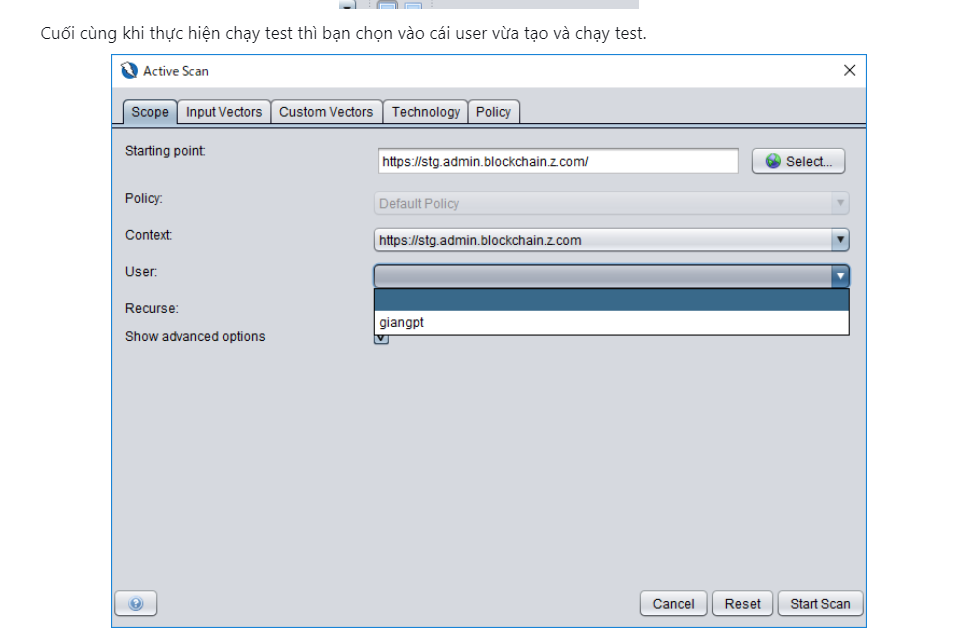 Cuối cùng khi thực hiện chạy test thì bạn chọn vào cái user vừa tạo và chạy test.
Active Scan
Scope Input Vectors Custom Vectors Technology Policy
Starting point: https://stg.admin.blockchain.z.com/ Select...
Policy: Default Policy
Context: https://stg.admin.blockchain.z.com
User:
Recurse:
giangpt
Show advanced options
Cancel Reset Start Scan